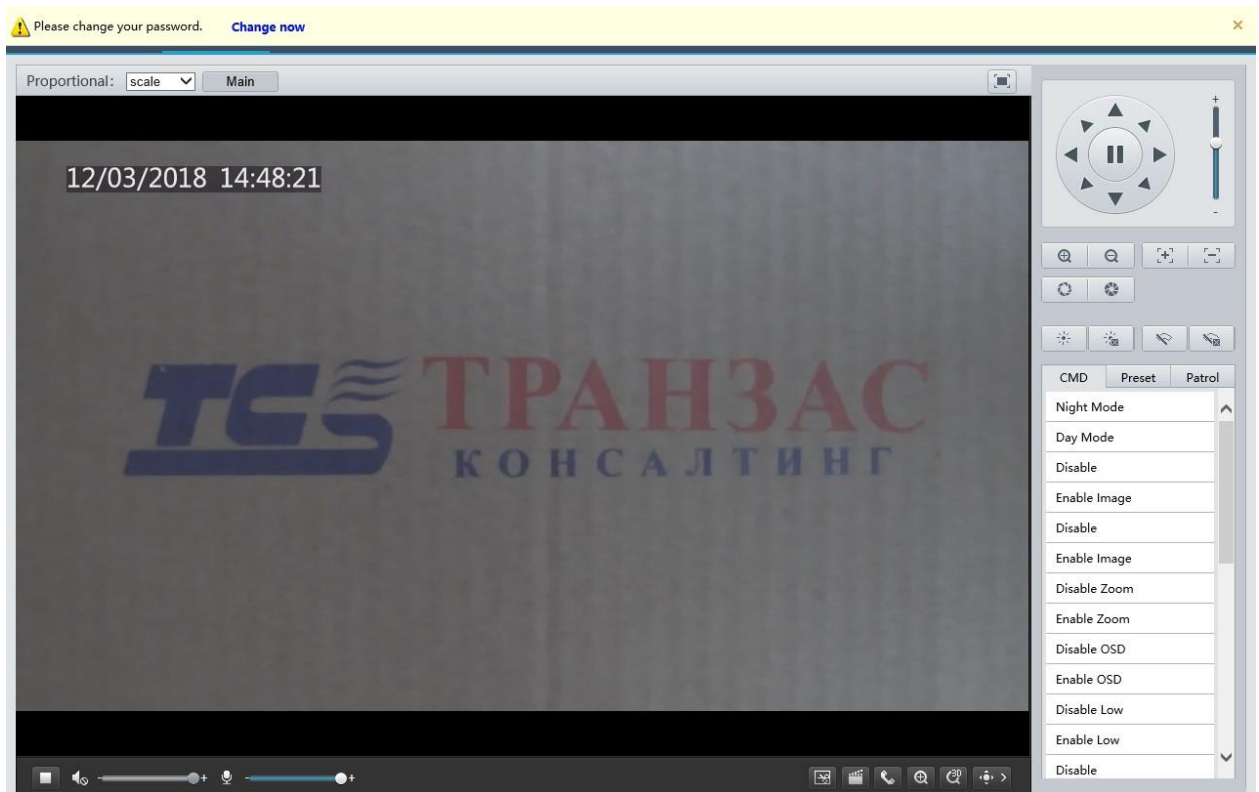 Please change your password. Change now
Proportional: scale Main
12/03/2018 14:48:21
TCS ТРАНЗАС
КОНСАЛТИНГ
CMD Preset Patrol
Night Mode
Day Mode
Disable
Enable Image
Disable
Enable Image
Disable Zoom
Enable Zoom
Disable OSD
Enable OSD
Disable Low
Enable Low
Disable
3D